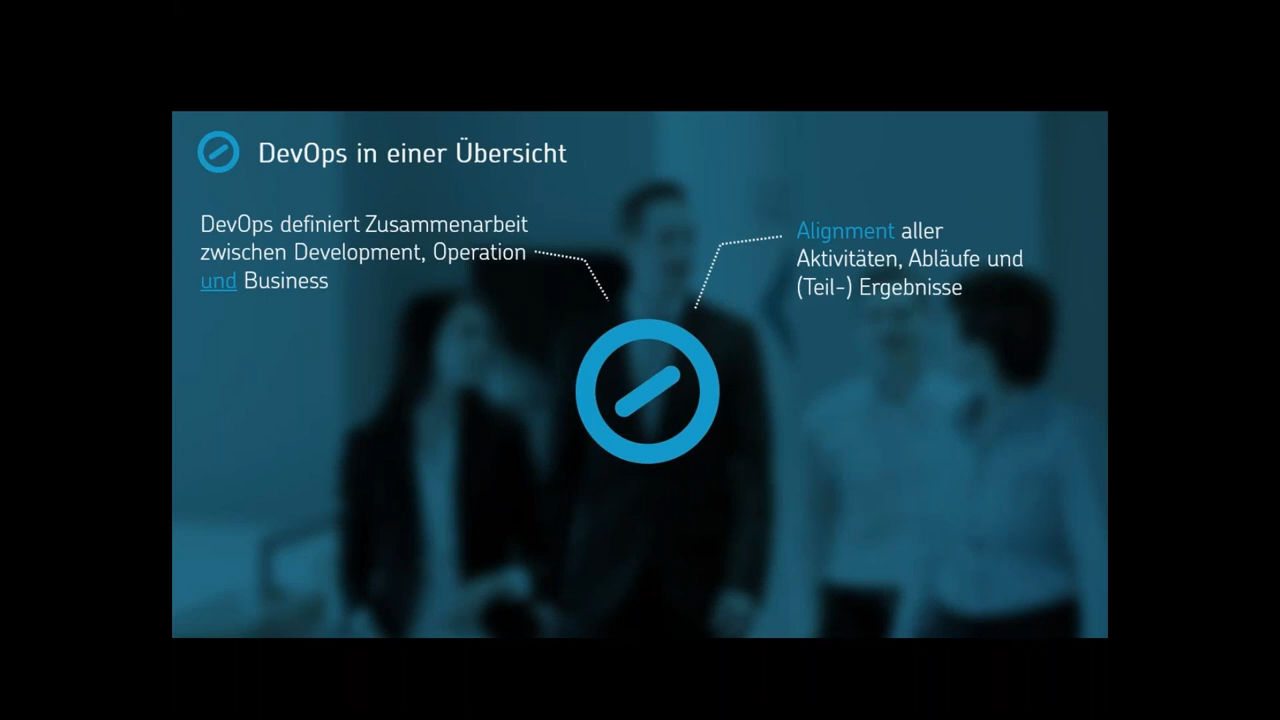 DevOps in einer Übersicht
DevOps definiert Zusammenarbeit
zwischen Development, Operation
und Business
Alignment aller
Aktivitäten, Abläufe und
(Teil-) Ergebnisse